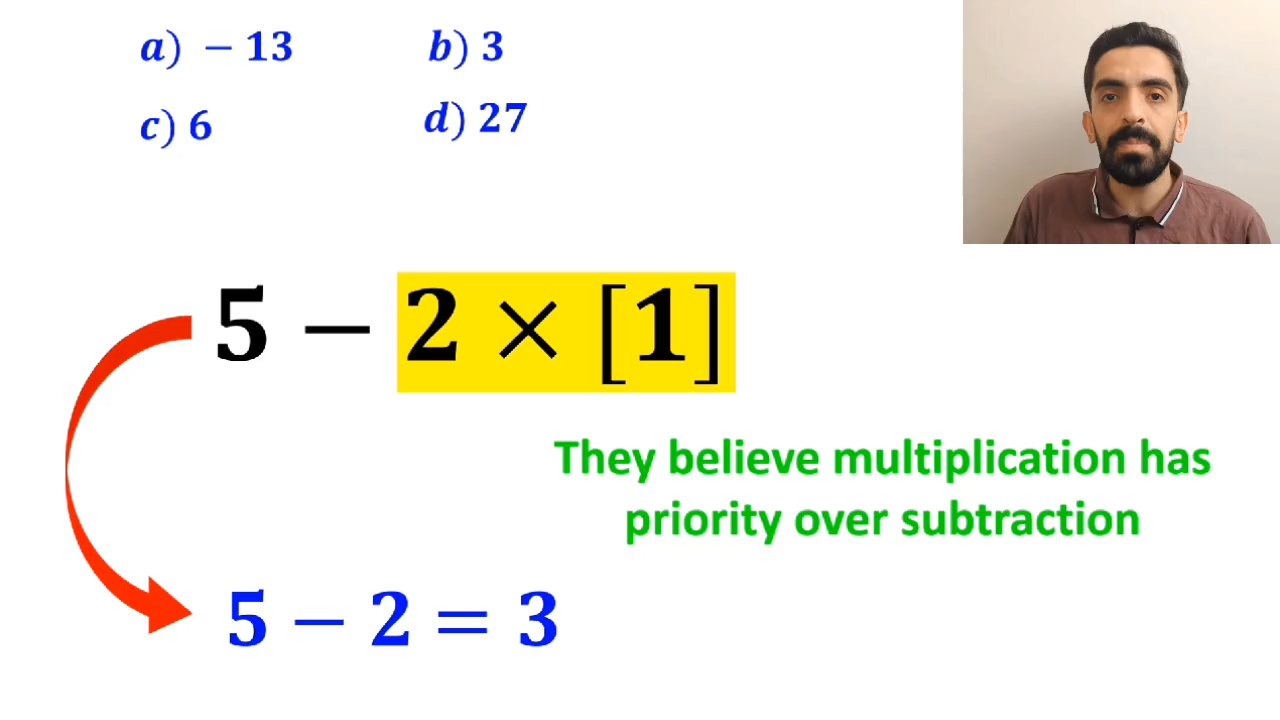 a) − 13 b) 3
c) 6 d) 27
5 − 2 × [1]
They believe multiplication has
priority over subtraction
5 − 2 = 3